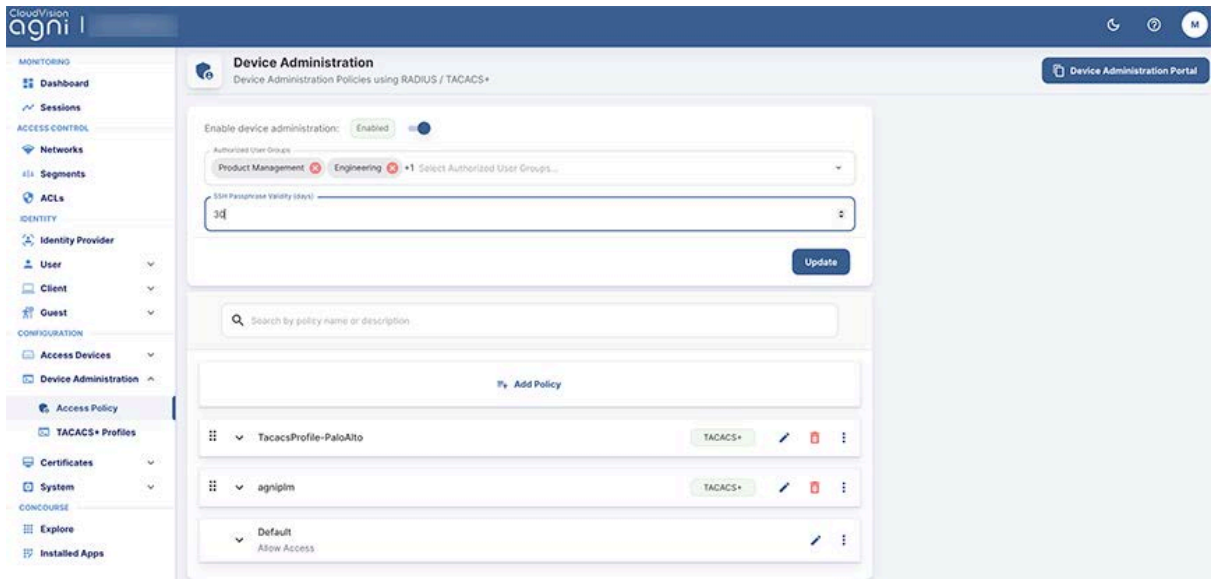 CloudVision
agni
M
MONITORING
Dashboard
Sessions
ACCESS CONTROL
Networks
Segments
ACLs
IDENTITY
Identity Provider
User
Client
Guest
CONFIGURATION
Access Devices
Device Administration
Access Policy
TACACS+ Profiles
Certificates
System
CONCOURSE
Explore
Installed Apps
Device Administration
Device Administration Policies using RADIUS / TACACS+
Device Administration Portal
Enable device administration: Enabled
Authorized User Groups
Product Management Engineering +1 Select Authorized User Groups...
SSH Passphrase Validity (days)
30
Update
Search by policy name or description
Add Policy
TacacsProfile-PaloAlto TACACS+
agniplm TACACS+
Default
Allow Access